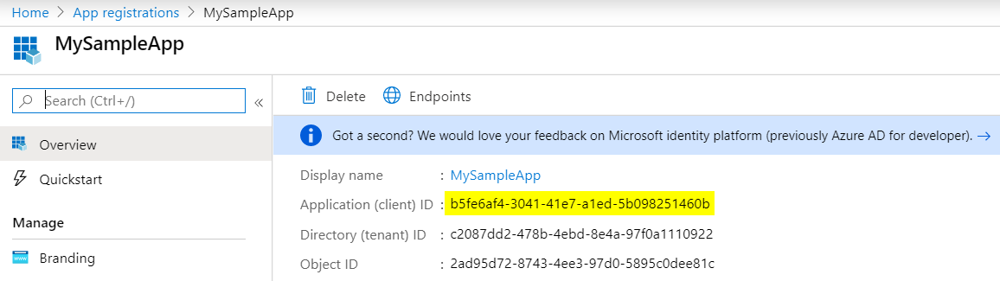 Home > App registrations > MySampleApp
MySampleApp
Search (Ctrl+/)
«
Overview
Quickstart
Manage
Branding
Delete
Endpoints
Got a second? We would love your feedback on Microsoft identity platform (previously Azure AD for developer). →
Display name : MySampleApp
Application (client) ID : b5fe6af4-3041-41e7-a1ed-5b098251460b
Directory (tenant) ID : c2087dd2-478b-4ebd-8e4a-97f0a1110922
Object ID : 2ad95d72-8743-4ee3-97d0-5895c0dee81c